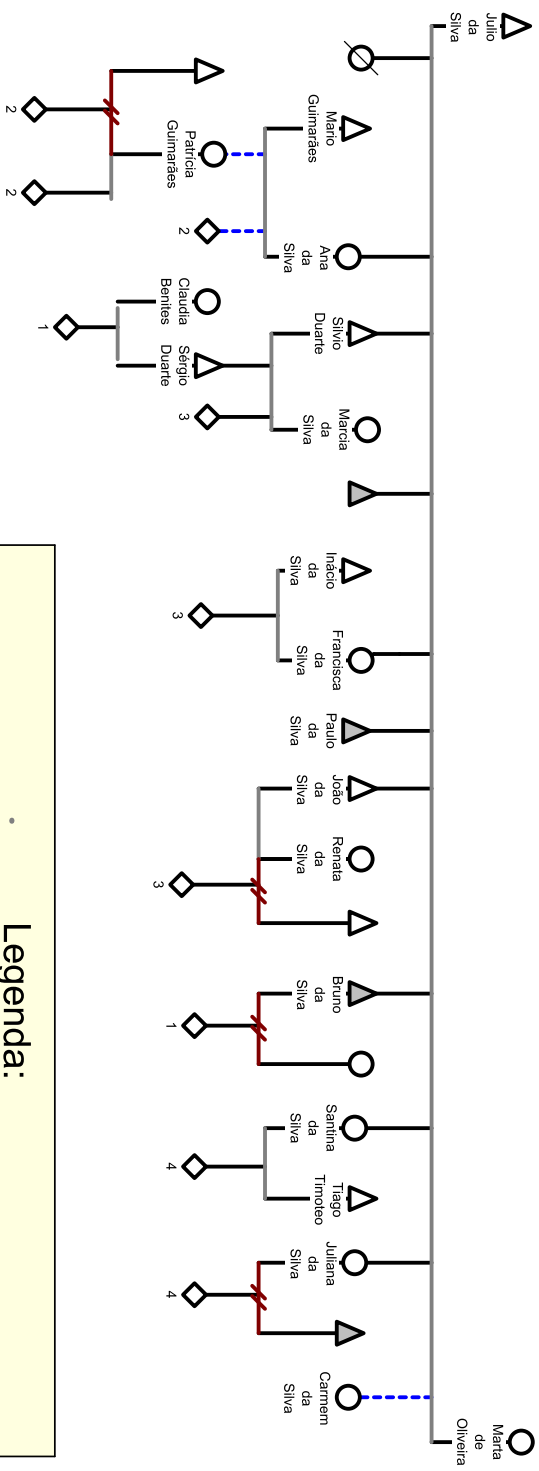 Julio
da
Silva
Marta
de
Oliveira
Mario
Guimarães
Ana
da
Silva
Silvio
Duarte
Marcia
da
Silva
Inácio
da
Silva
Francisca
da
Silva
Paulo
da
Silva
João
da
Silva
Renata
da
Silva
Bruno
da
Silva
Santina
da
Silva
Tiago
Timoteo
Juliana
da
Silva
Carmem
da
Silva
Patrícia
Guimarães
2
Claudia
Benites
Sérgio
Duarte
3
3
3
1
4
4
2
2
1
Legenda: